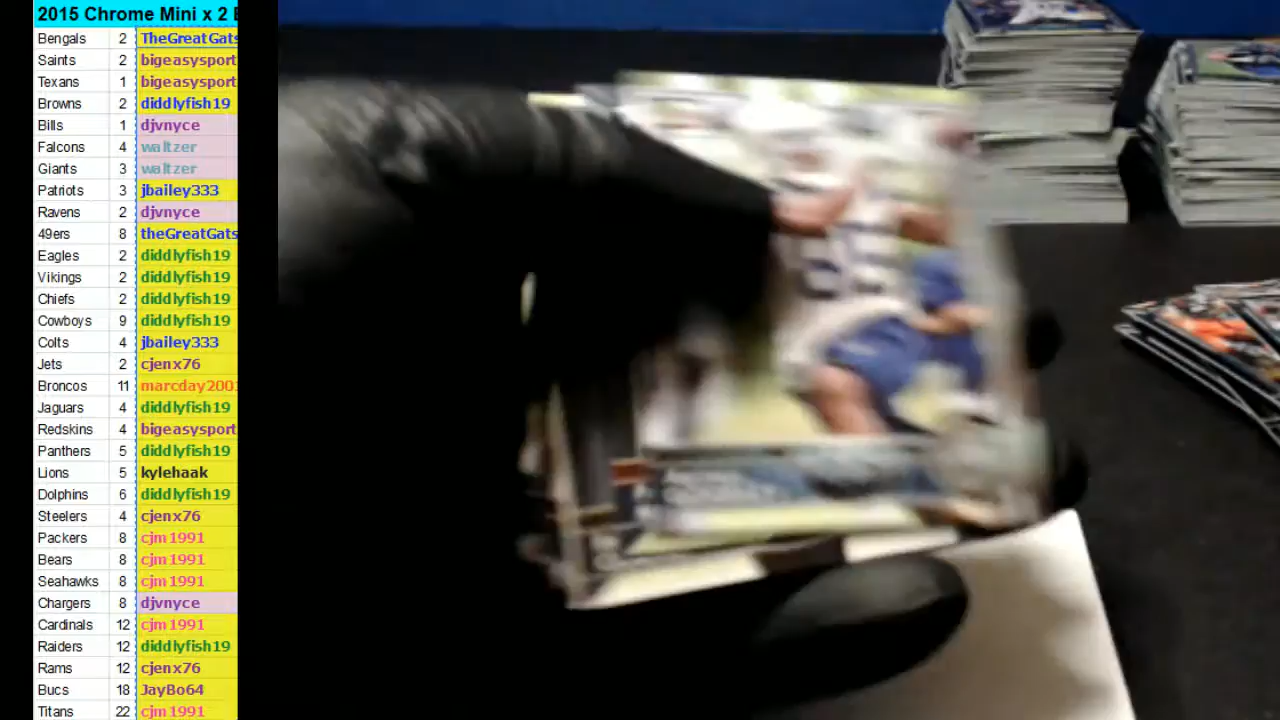 2015 Chrome Mini x 2
Bengals 2 TheGreatGats
Saints 2 bigeasysport
Texans 1 bigeasysport
Browns 2 diddlyfish19
Bills 1 djvnyce
Falcons 4 waltzer
Giants 3 waltzer
Patriots 3 jbailey333
Ravens 2 djvnyce
49ers 8 theGreatGats
Eagles 2 diddlyfish19
Vikings 2 diddlyfish19
Chiefs 2 diddlyfish19
Cowboys 9 diddlyfish19
Colts 4 jbailey333
Jets 2 cjenx76
Broncos 11 marcday200
Jaguars 4 diddlyfish19
Redskins 4 bigeasysport
Panthers 5 diddlyfish19
Lions 5 kylehaak
Dolphins 6 diddlyfish19
Steelers 4 cjenx76
Packers 8 cjm1991
Bears 8 cjm1991
Seahawks 8 cjm1991
Chargers 8 djvnyce
Cardinals 12 cjm1991
Raiders 12 diddlyfish19
Rams 12 cjenx76
Bucs 18 JayBo64
Titans 22 cjm1991